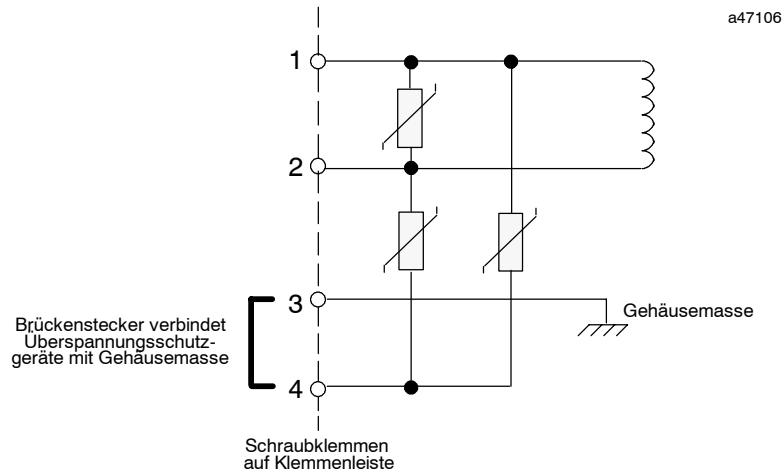 a47106
1
2
3
Gehäusemasse
Brückenstecker verbindet
Überspannungsschutz-
geräte mit Gehäusemasse
4
Schraubklemmen
auf Klemmenleiste